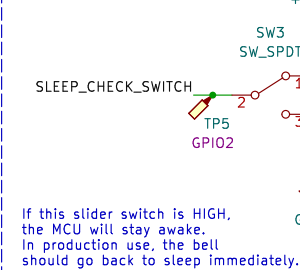 SW3
SW_SPDT
SLEEP_CHECK_SWITCH
2
1
3
TP5
GPIO2
If this slider switch is HIGH,
the MCU will stay awake.
In production use, the bell
should go back to sleep immediately.